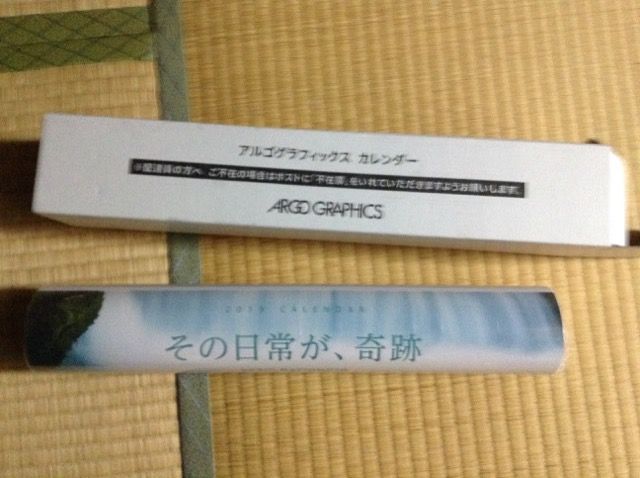 アルゴグラフィックス カレンダー
※配達員の方へ ご不在の場合はポストに「不在票」をいれていただきますようお願いします。
ARGO GRAPHICS
2019 CALENDAR
その日常が、奇跡